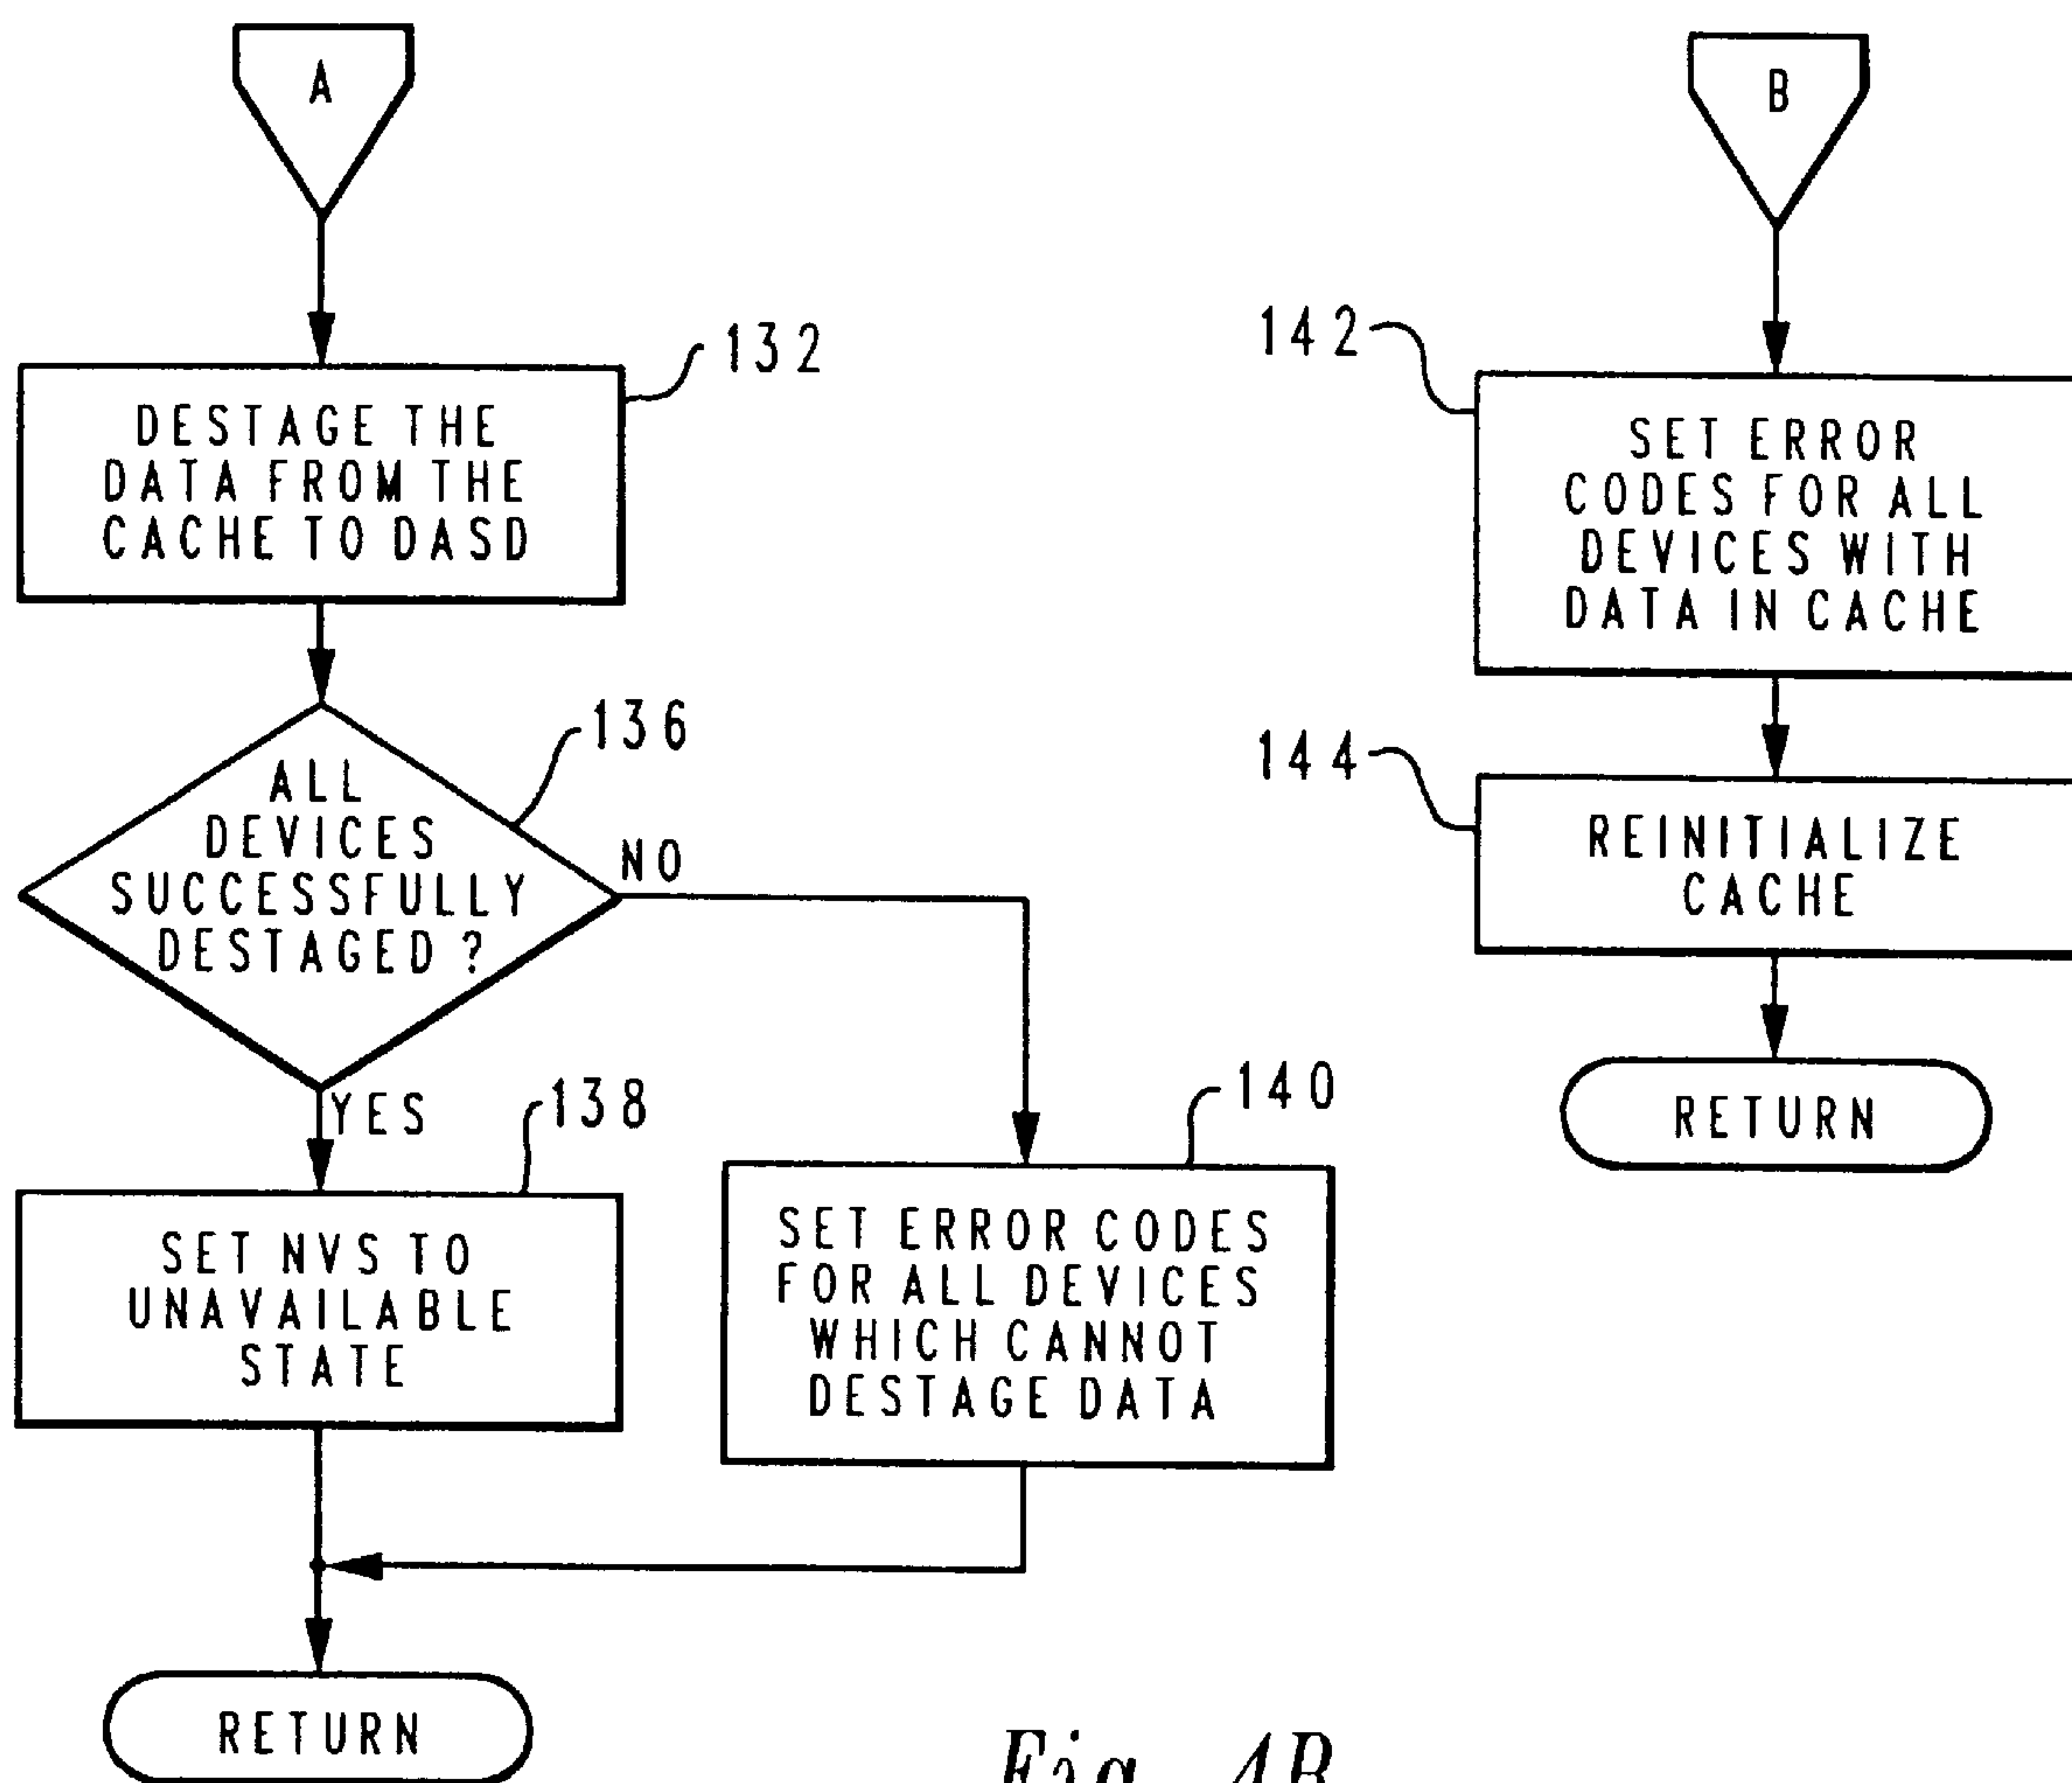 A
132
DESTAGE THE
DATA FROM THE
CACHE TO DASD
136
ALL
DEVICES
SUCCESSFULLY
DESTAGED ?
NO
YES
138
SET NVS TO
UNAVAILABLE
STATE
140
SET ERROR CODES
FOR ALL DEVICES
WHICH CANNOT
DESTAGE DATA
RETURN
B
142
SET ERROR
CODES FOR ALL
DEVICES WITH
DATA IN CACHE
144
REINITIALIZE
CACHE
RETURN
Fig. 4B